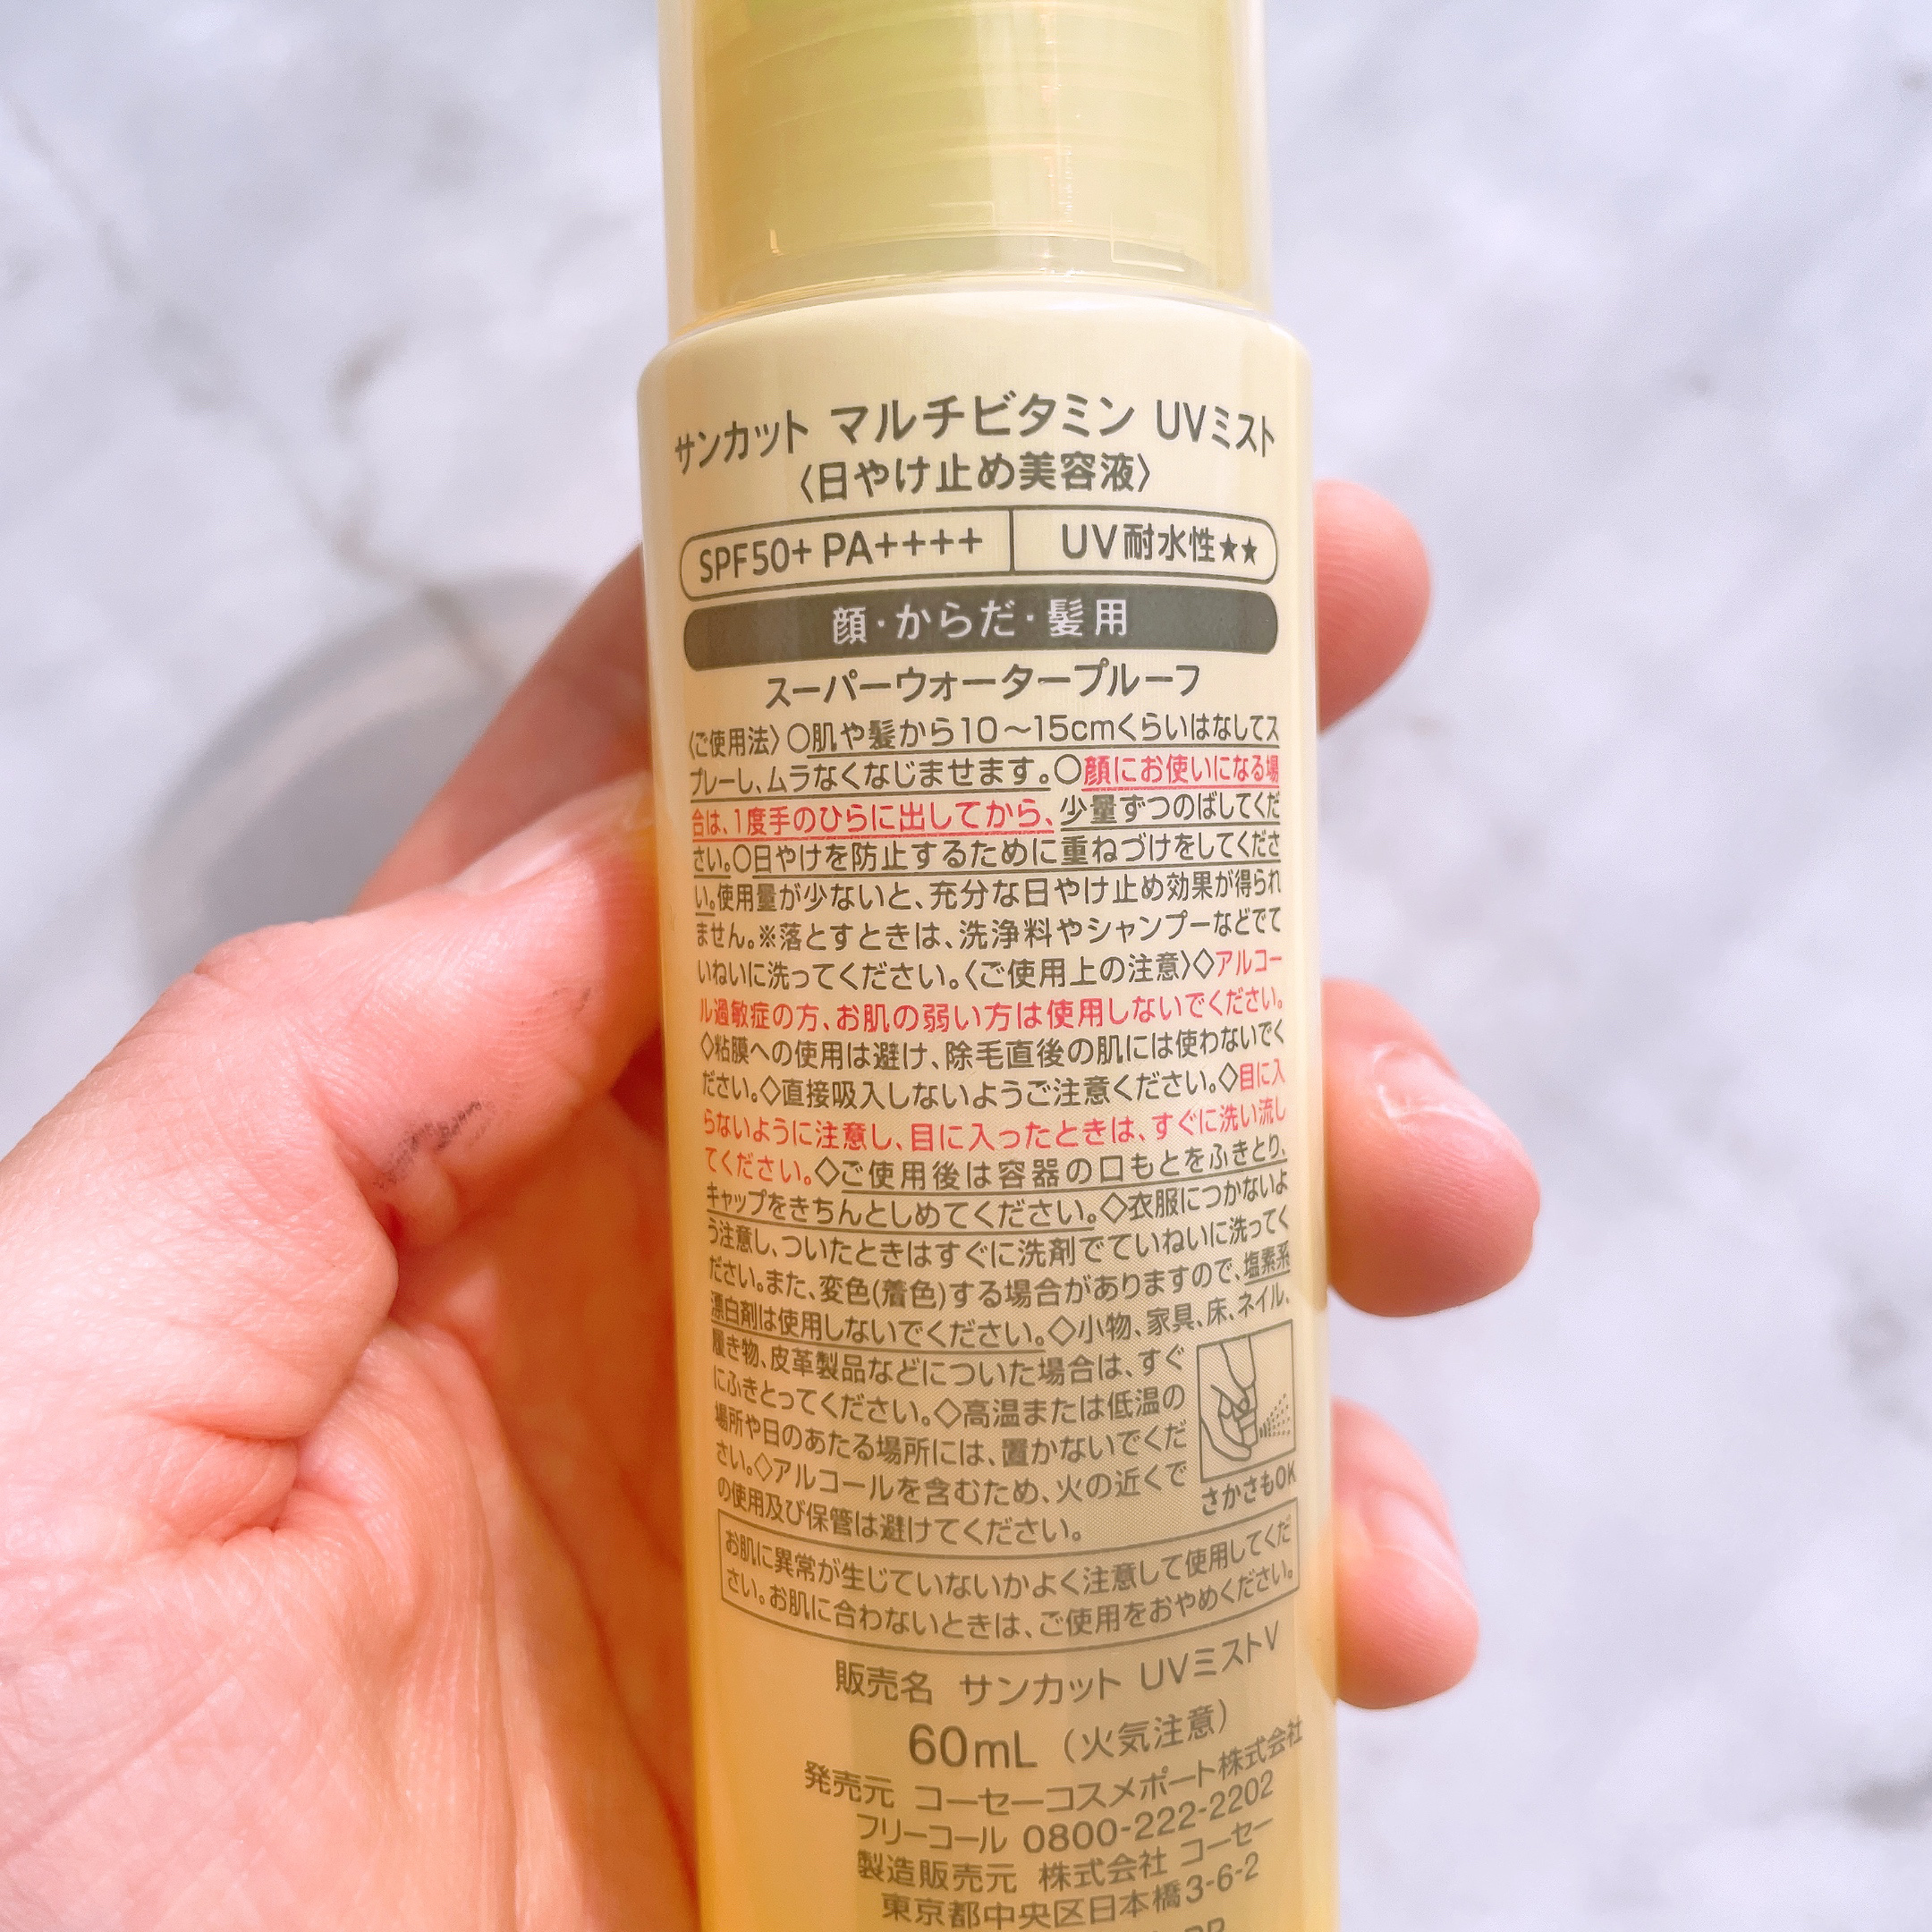 サンカット マルチビタミン UVミスト
〈日やけ止め美容液〉
SPF50+ PA++++ UV耐水性★★
顔・からだ・髪用
スーパーウォータープルーフ
〈ご使用法〉○肌や髪から10〜15cmくらいはなしてス
プレーし、ムラなくなじませます。○顔にお使いになる場
合は、1度手のひらに出してから、少量ずつのばしてくだ
さい。○日やけを防止するために重ねづけをしてくださ
い。使用量が少ないと、充分な日やけ止め効果が得られ
ません。※落とすときは、洗浄料やシャンプーなどでて
いねいに洗ってください。〈ご使用上の注意〉◇アルコー
ル過敏症の方、お肌の弱い方は使用しないでください。
◇粘膜への使用は避け、除毛直後の肌には使わないでく
ださい。◇直接吸入しないようご注意ください。◇目に入
らないように注意し、目に入ったときは、すぐに洗い流し
てください。◇ご使用後は容器の口もとをふきとり、
キャップをきちんとしめてください。◇衣服につかないよ
う注意し、ついたときはすぐに洗剤でていねいに洗ってく
ださい。また、変色(着色)する場合がありますので、塩素系
漂白剤は使用しないでください。◇小物、家具、床、ネイル、
履き物、皮革製品などについた場合は、すぐ
にふきとってください。◇高温または低温の
場所や日のあたる場所には、置かないでくだ
さい。◇アルコールを含むため、火の近くで
の使用及び保管は避けてください。
さかさもOK
お肌に異常が生じていないかよく注意して使用してくだ
さい。お肌に合わないときは、ご使用をおやめください。
販売名 サンカット UVミストV
60mL (火気注意)
発売元 コーセーコスメポート株式会社
フリーコール 0800-222-2202
製造販売元 株式会社 コーセー
東京都中央区日本橋3-6-2